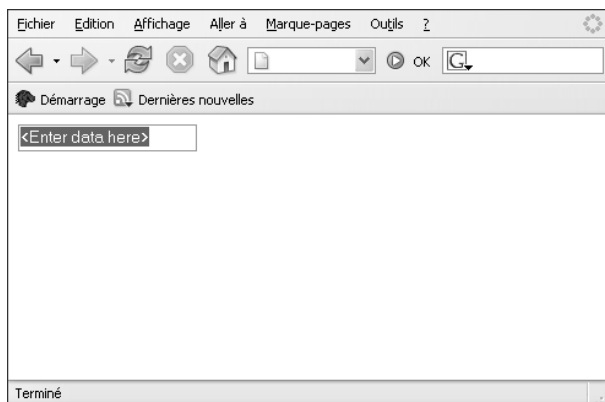 Fichier Edition Affichage Aller à Marque-pages Outils ?
OK G
Démarrage Dernières nouvelles
<Enter data here>
Terminé